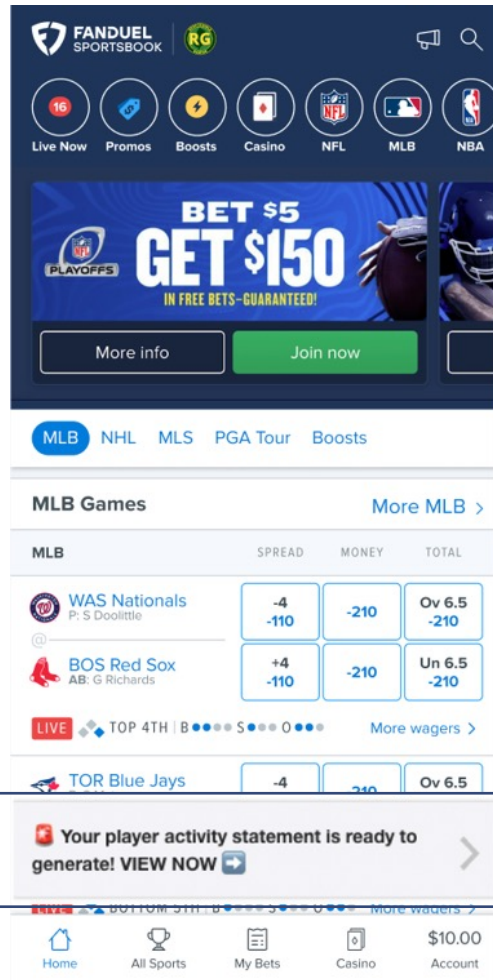 FANDUEL
SPORTSBOOK
RG
16
Live Now Promos Boosts Casino NFL MLB NBA
NFL
PLAYOFFS
BET $5
GET $150
IN FREE BETS-GUARANTEED!
More info Join now
MLB NHL MLS PGA Tour Boosts
MLB Games More MLB >
MLB SPREAD MONEY TOTAL
WAS Nationals -4 -110 -210 Ov 6.5 -210
P: S Doolittle
@
BOS Red Sox +4 -110 -210 Un 6.5 -210
AB: G Richards
LIVE TOP 4TH | B S O More wagers >
TOR Blue Jays -4 -210 Ov 6.5
🚨 Your player activity statement is ready to
generate! VIEW NOW ➡️
LIVE BOTTOM 5TH | B S O More wagers >
Home All Sports My Bets Casino $10.00 Account